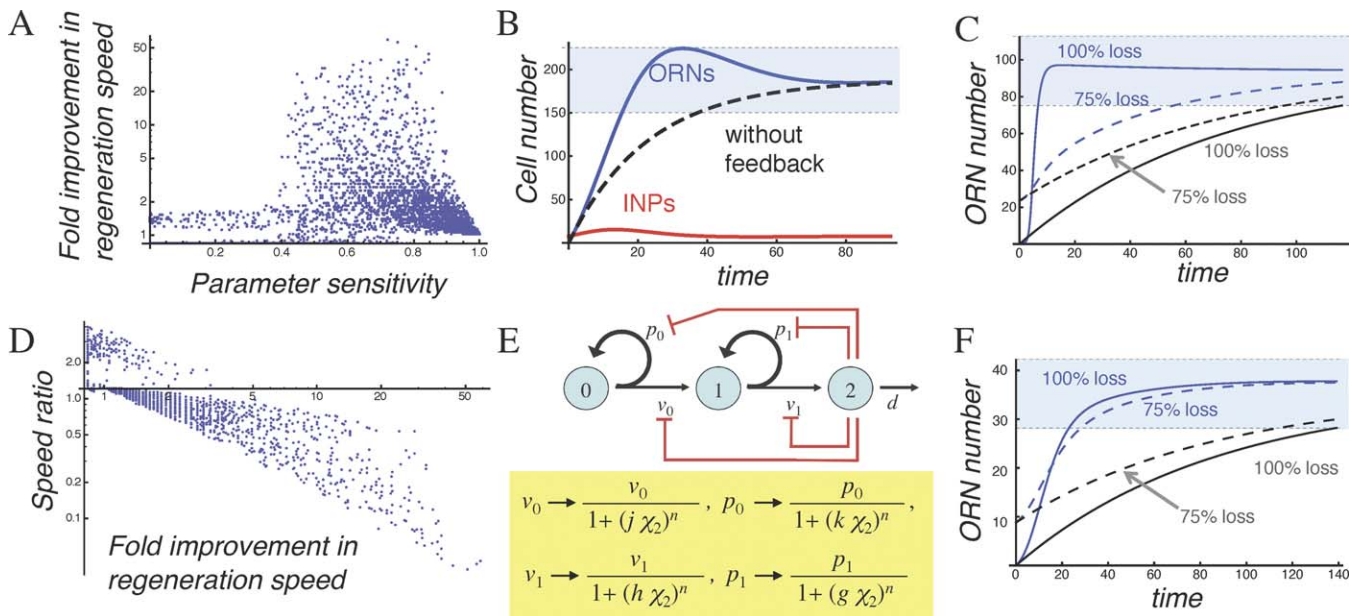 A
Fold improvement in
regeneration speed
50
20
10
5
2
1
0.0
0.2
0.4
0.6
0.8
1.0
Parameter sensitivity
B
Cell number
200
150
100
50
ORNs
without
feedback
INPs
20
40
60
80
time
C
ORN number
100
80
60
40
20
100% loss
75% loss
100% loss
75% loss
0
20
40
60
80
100
time
D
Speed ratio
2.0
1.0
0.5
0.1
1
2
5
10
20
50
Fold improvement in
regeneration speed
E
p0
p1
0
1
2
v0
v1
d
v0 → v0 / 1 + (j χ2)^n , p0 → p0 / 1 + (k χ2)^n ,
v1 → v1 / 1 + (h χ2)^n , p1 → p1 / 1 + (g χ2)^n
F
ORN number
40
30
20
10
100% loss
75% loss
100% loss
75% loss
0
20
40
60
80
100
120
140
time